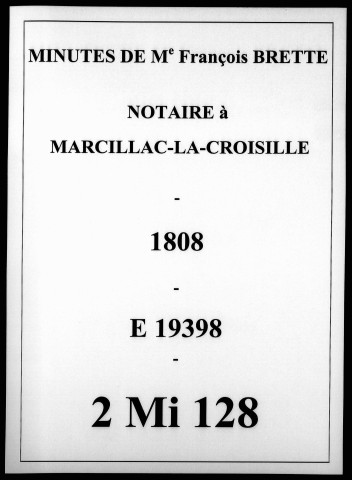 MINUTES DE Me François BRETTE
NOTAIRE à
MARCILLAC-LA-CROISILLE
-
1808
-
E 19398
-
2 Mi 128